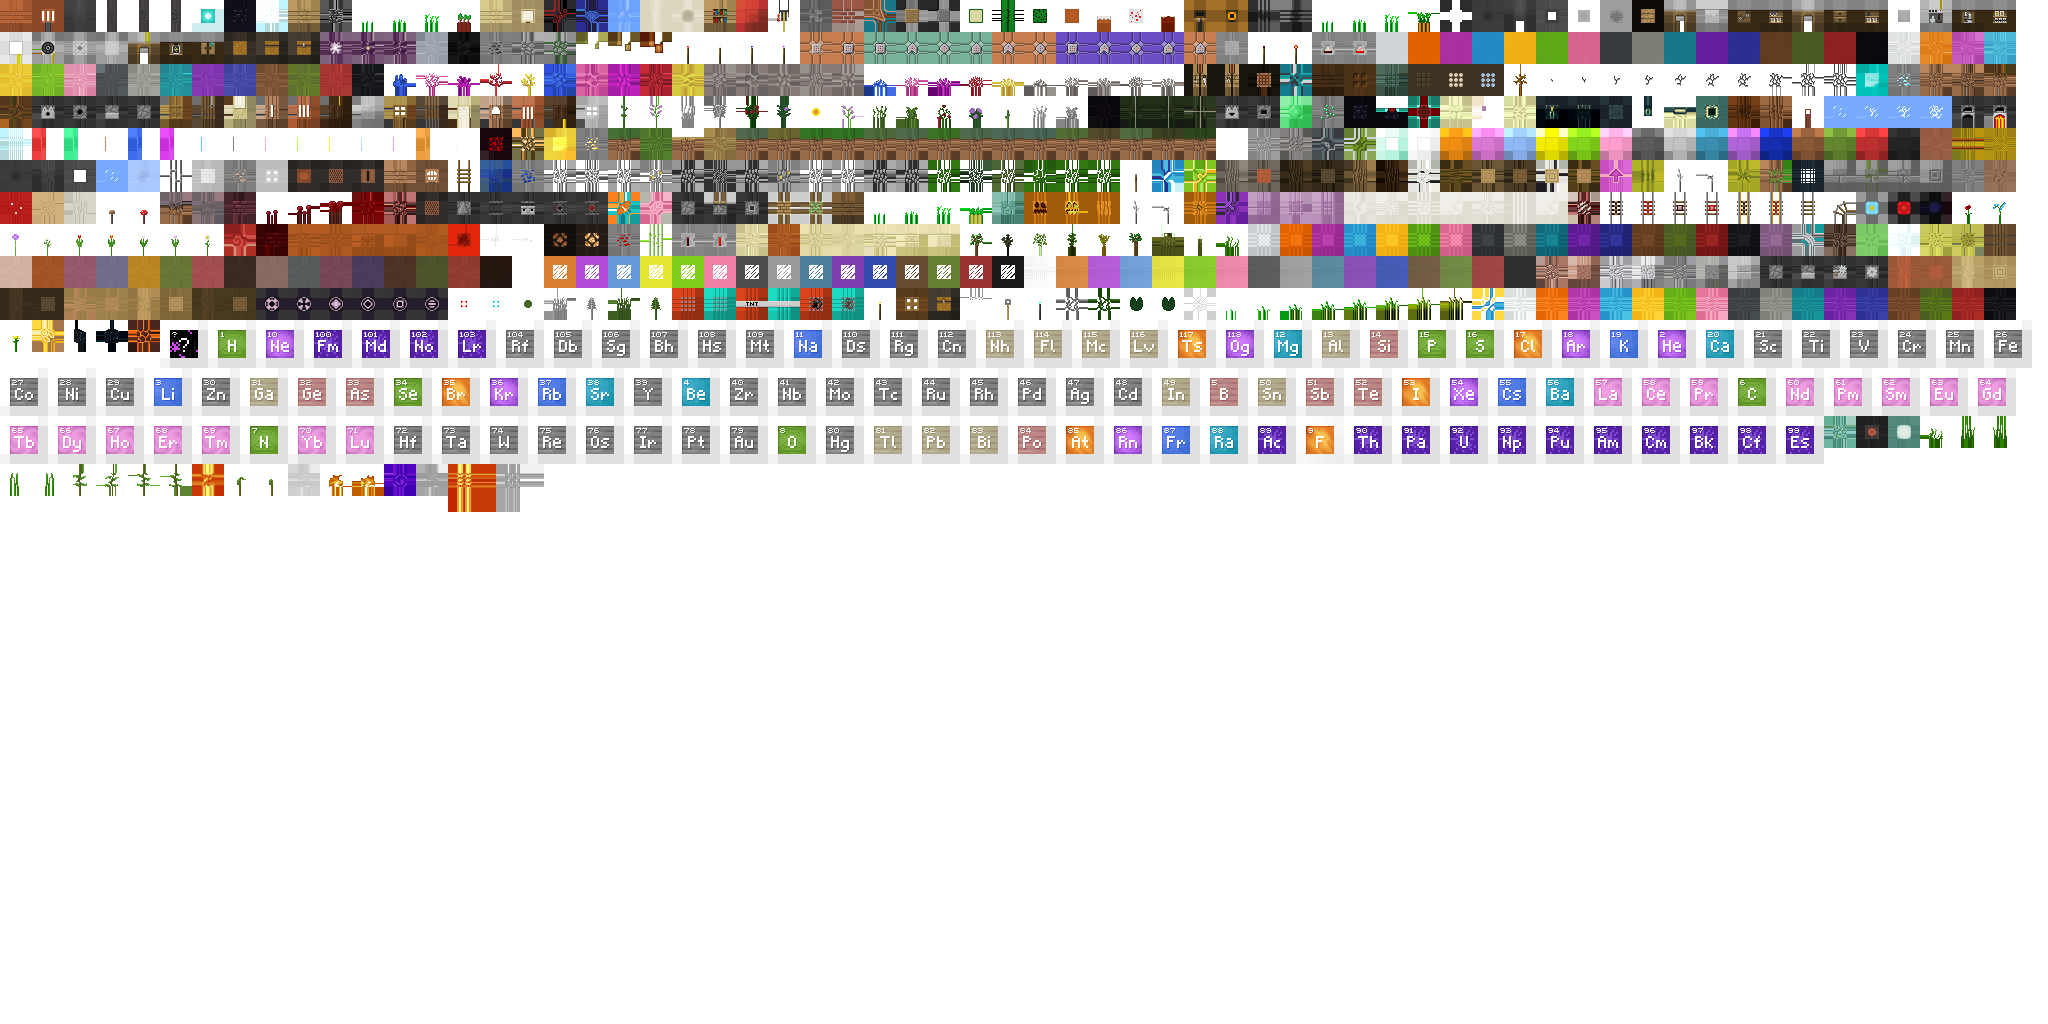 TNT
?
1 H 10 Ne 100 Fm 101 Md 102 No 103 Lr 104 Rf 105 Db 106 Sg 107 Bh 108 Hs 109 Mt 11 Na 110 Ds 111 Rg 112 Cn 113 Nh 114 Fl 115 Mc 116 Lv 117 Ts 118 Og 12 Mg 13 Al 14 Si 15 P 16 S 17 Cl 18 Ar 19 K 2 He 20 Ca 21 Sc 22 Ti 23 V 24 Cr 25 Mn 26 Fe
27 Co 28 Ni 29 Cu 3 Li 30 Zn 31 Ga 32 Ge 33 As 34 Se 35 Br 36 Kr 37 Rb 38 Sr 39 Y 4 Be 40 Zr 41 Nb 42 Mo 43 Tc 44 Ru 45 Rh 46 Pd 47 Ag 48 Cd 49 In 5 B 50 Sn 51 Sb 52 Te 53 I 54 Xe 55 Cs 56 Ba 57 La 58 Ce 59 Pr 6 C 60 Nd 61 Pm 62 Sm 63 Eu 64 Gd
65 Tb 66 Dy 67 Ho 68 Er 69 Tm 7 N 70 Yb 71 Lu 72 Hf 73 Ta 74 W 75 Re 76 Os 77 Ir 78 Pt 79 Au 8 O 80 Hg 81 Tl 82 Pb 83 Bi 84 Po 85 At 86 Rn 87 Fr 88 Ra 89 Ac 9 F 90 Th 91 Pa 92 U 93 Np 94 Pu 95 Am 96 Cm 97 Bk 98 Cf 99 Es